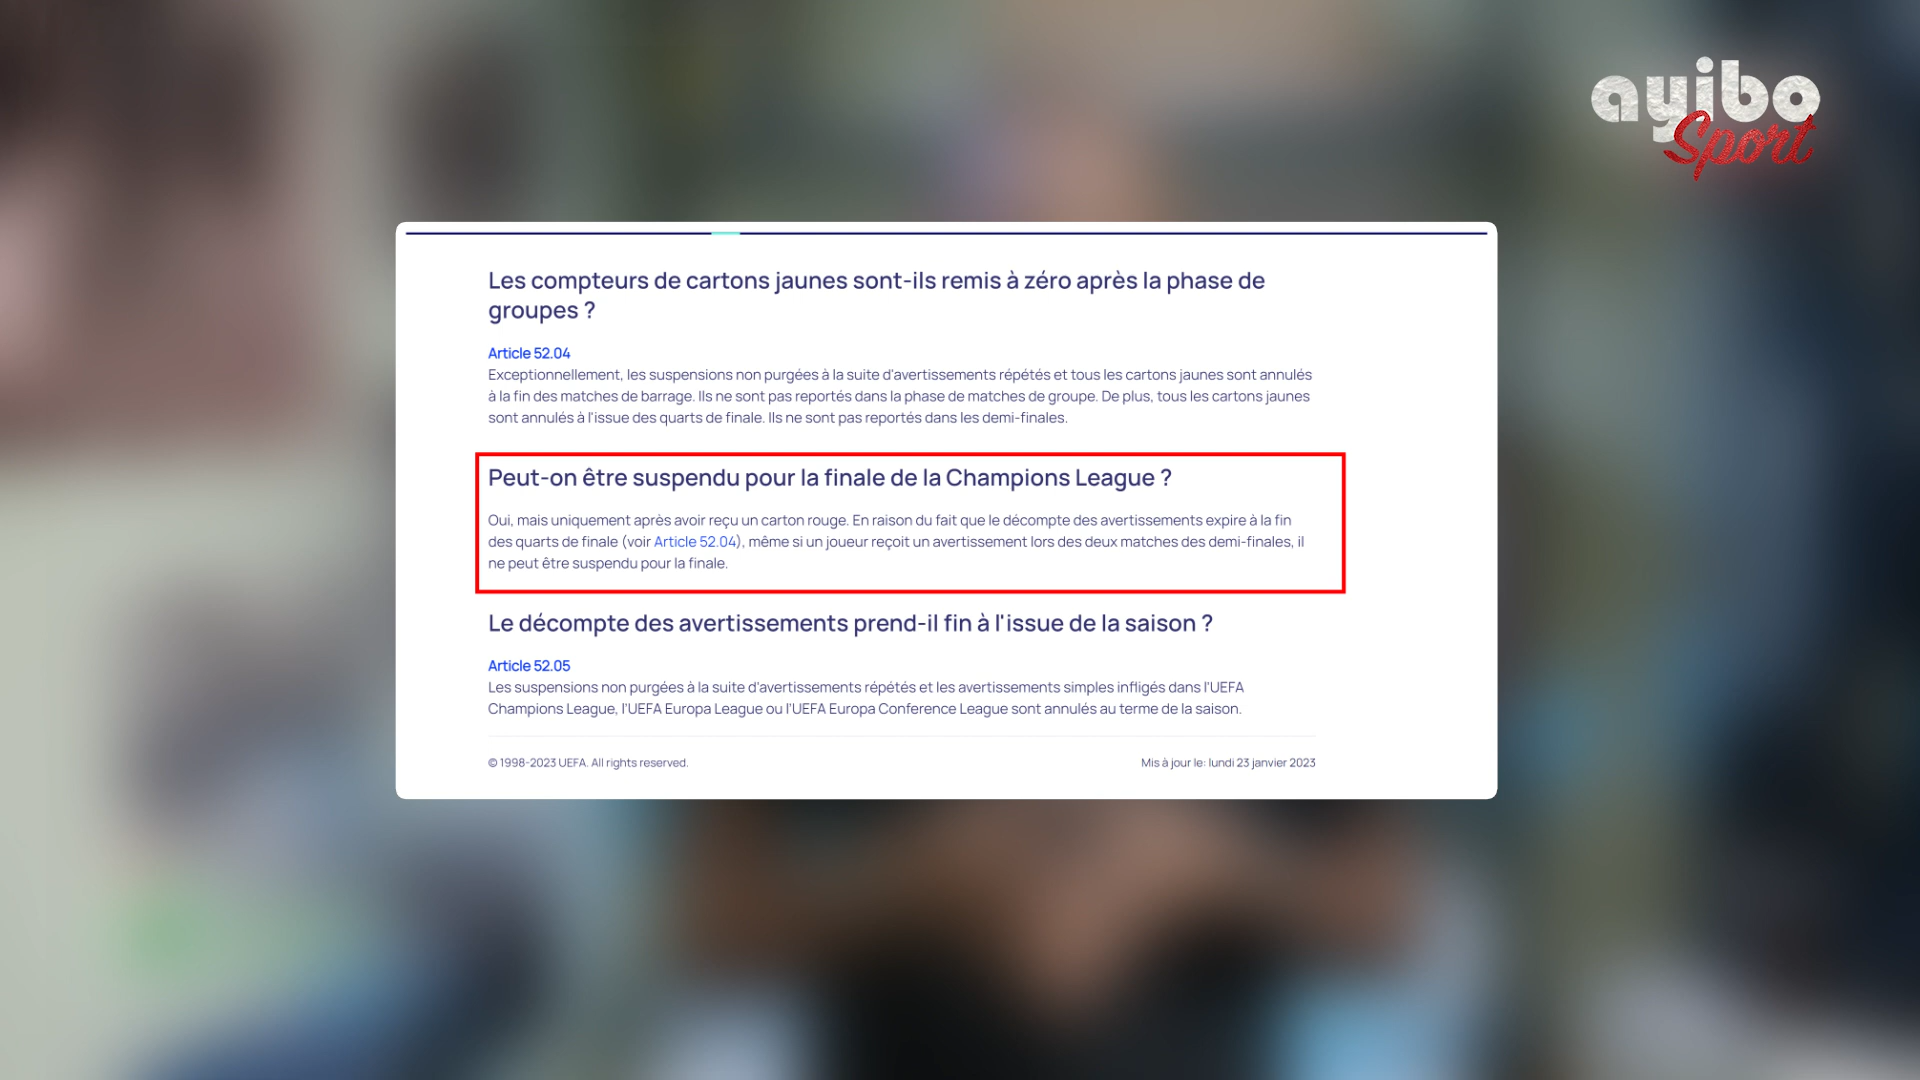 ayibo
Sport
Les compteurs de cartons jaunes sont-ils remis à zéro après la phase de
groupes ?
Article 52.04
Exceptionnellement, les suspensions non purgées à la suite d'avertissements répétés et tous les cartons jaunes sont annulés
à la fin des matches de barrage. Ils ne sont pas reportés dans la phase de matches de groupe. De plus, tous les cartons jaunes
sont annulés à l'issue des quarts de finale. Ils ne sont pas reportés dans les demi-finales.
Peut-on être suspendu pour la finale de la Champions League ?
Oui, mais uniquement après avoir reçu un carton rouge. En raison du fait que le décompte des avertissements expire à la fin
des quarts de finale (voir Article 52.04), même si un joueur reçoit un avertissement lors des deux matches des demi-finales, il
ne peut être suspendu pour la finale.
Le décompte des avertissements prend-il fin à l'issue de la saison ?
Article 52.05
Les suspensions non purgées à la suite d'avertissements répétés et les avertissements simples infligés dans l'UEFA
Champions League, l'UEFA Europa League ou l'UEFA Europa Conference League sont annulés au terme de la saison.
© 1998-2023 UEFA. All rights reserved.
Mis à jour le: lundi 23 janvier 2023